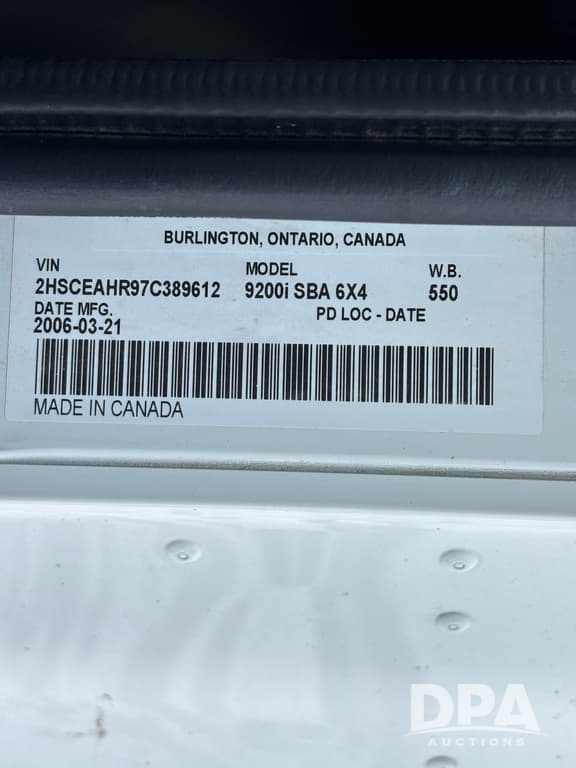 BURLINGTON, ONTARIO, CANADA
VIN MODEL W.B.
2HSCEAHR97C389612 9200i SBA 6X4 550
DATE MFG. PD LOC - DATE
2006-03-21
MADE IN CANADA
DPA
AUCTIONS